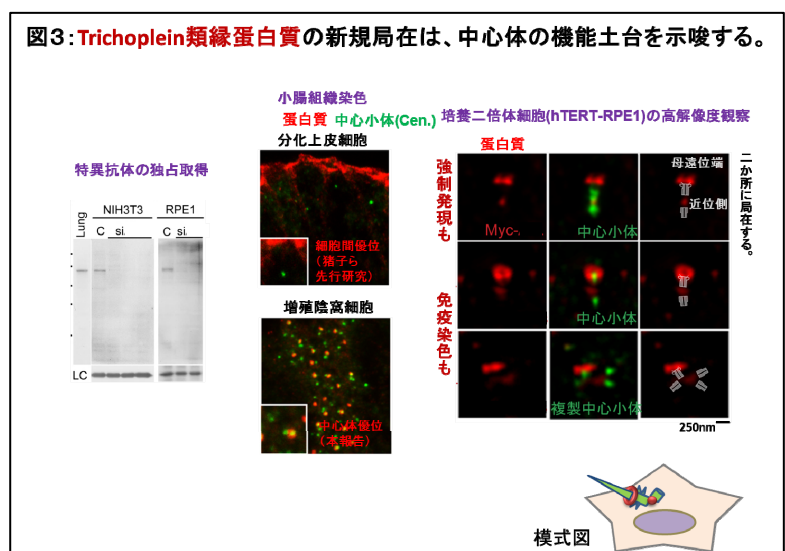 図3:Trichoplein類縁蛋白質の新規局在は、中心体の機能土台を示唆する。
特異抗体の独占取得
Lung
NIH3T3
RPE1
C si.
C si.
LC
小腸組織染色
蛋白質 中心小体(Cen.)
分化上皮細胞
細胞間優位
(猪子ら
先行研究)
増殖陰窩細胞
中心体優位
(本報告)
培養二倍体細胞(hTERT-RPE1)の高解像度観察
蛋白質
強制発現も
免疫染色も
Myc-.
中心小体
母遠位端
近位側
中心小体
複製中心小体
二か所に局在する。
250nm
模式図